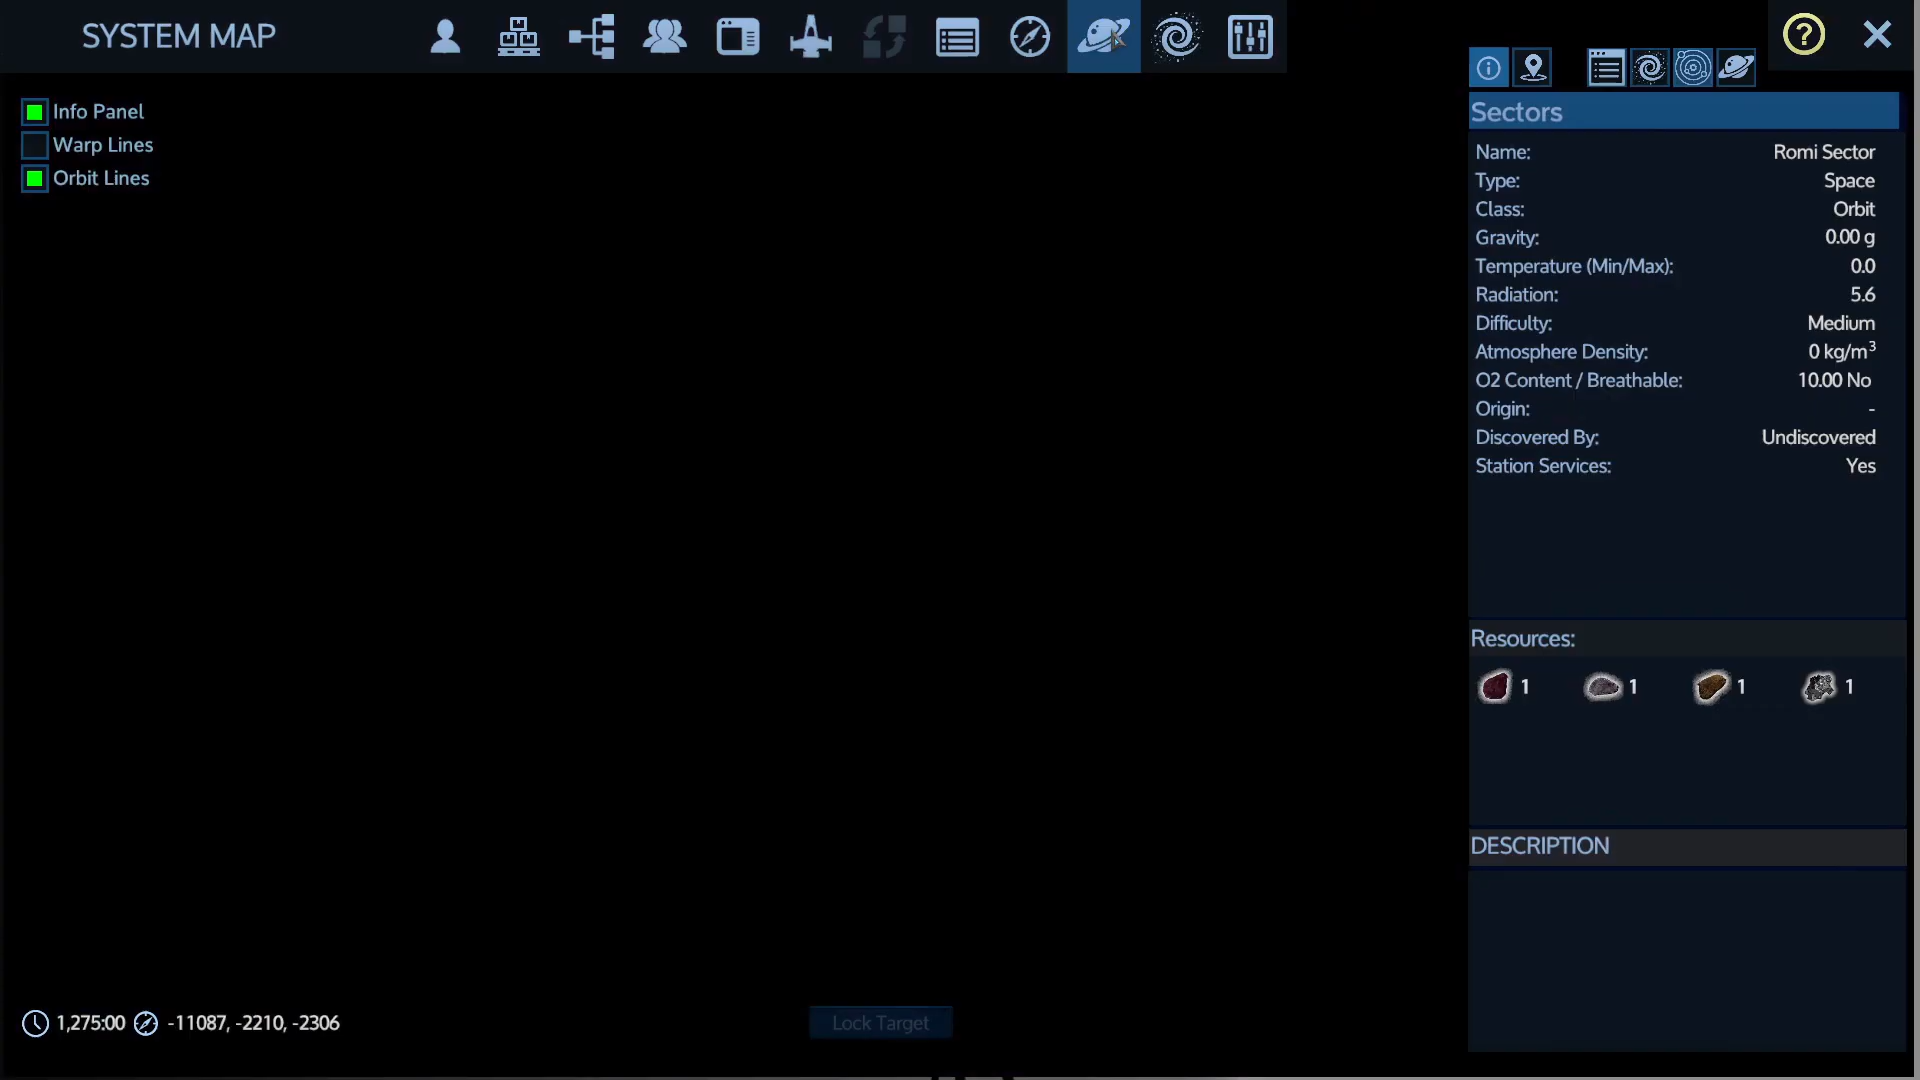 SYSTEM MAP
?
Info Panel
Warp Lines
Orbit Lines
Sectors
Name: Romi Sector
Type: Space
Class: Orbit
Gravity: 0.00 g
Temperature (Min/Max): 0.0
Radiation: 5.6
Difficulty: Medium
Atmosphere Density: 0 kg/m³
O2 Content / Breathable: 10.00 No
Origin: -
Discovered By: Undiscovered
Station Services: Yes
Resources:
1 1 1 1
DESCRIPTION
1,275:00 -11087, -2210, -2306
Lock Target